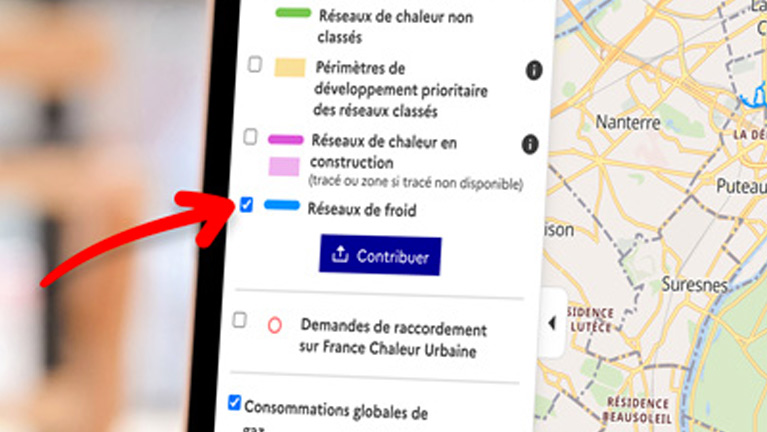 Réseaux de chaleur non
classés
Périmètres de
développement prioritaire
des réseaux classés
Réseaux de chaleur en
construction
(tracé ou zone si tracé non disponible)
Réseaux de froid
Contribuer
Demandes de raccordement
sur France Chaleur Urbaine
Consommations globales de
gaz
Nanterre
LA DÉ
Puteau
ison
Suresnes
SIDENCE
LUTÈCE
RÉSIDENCE
BEAUSOLEIL